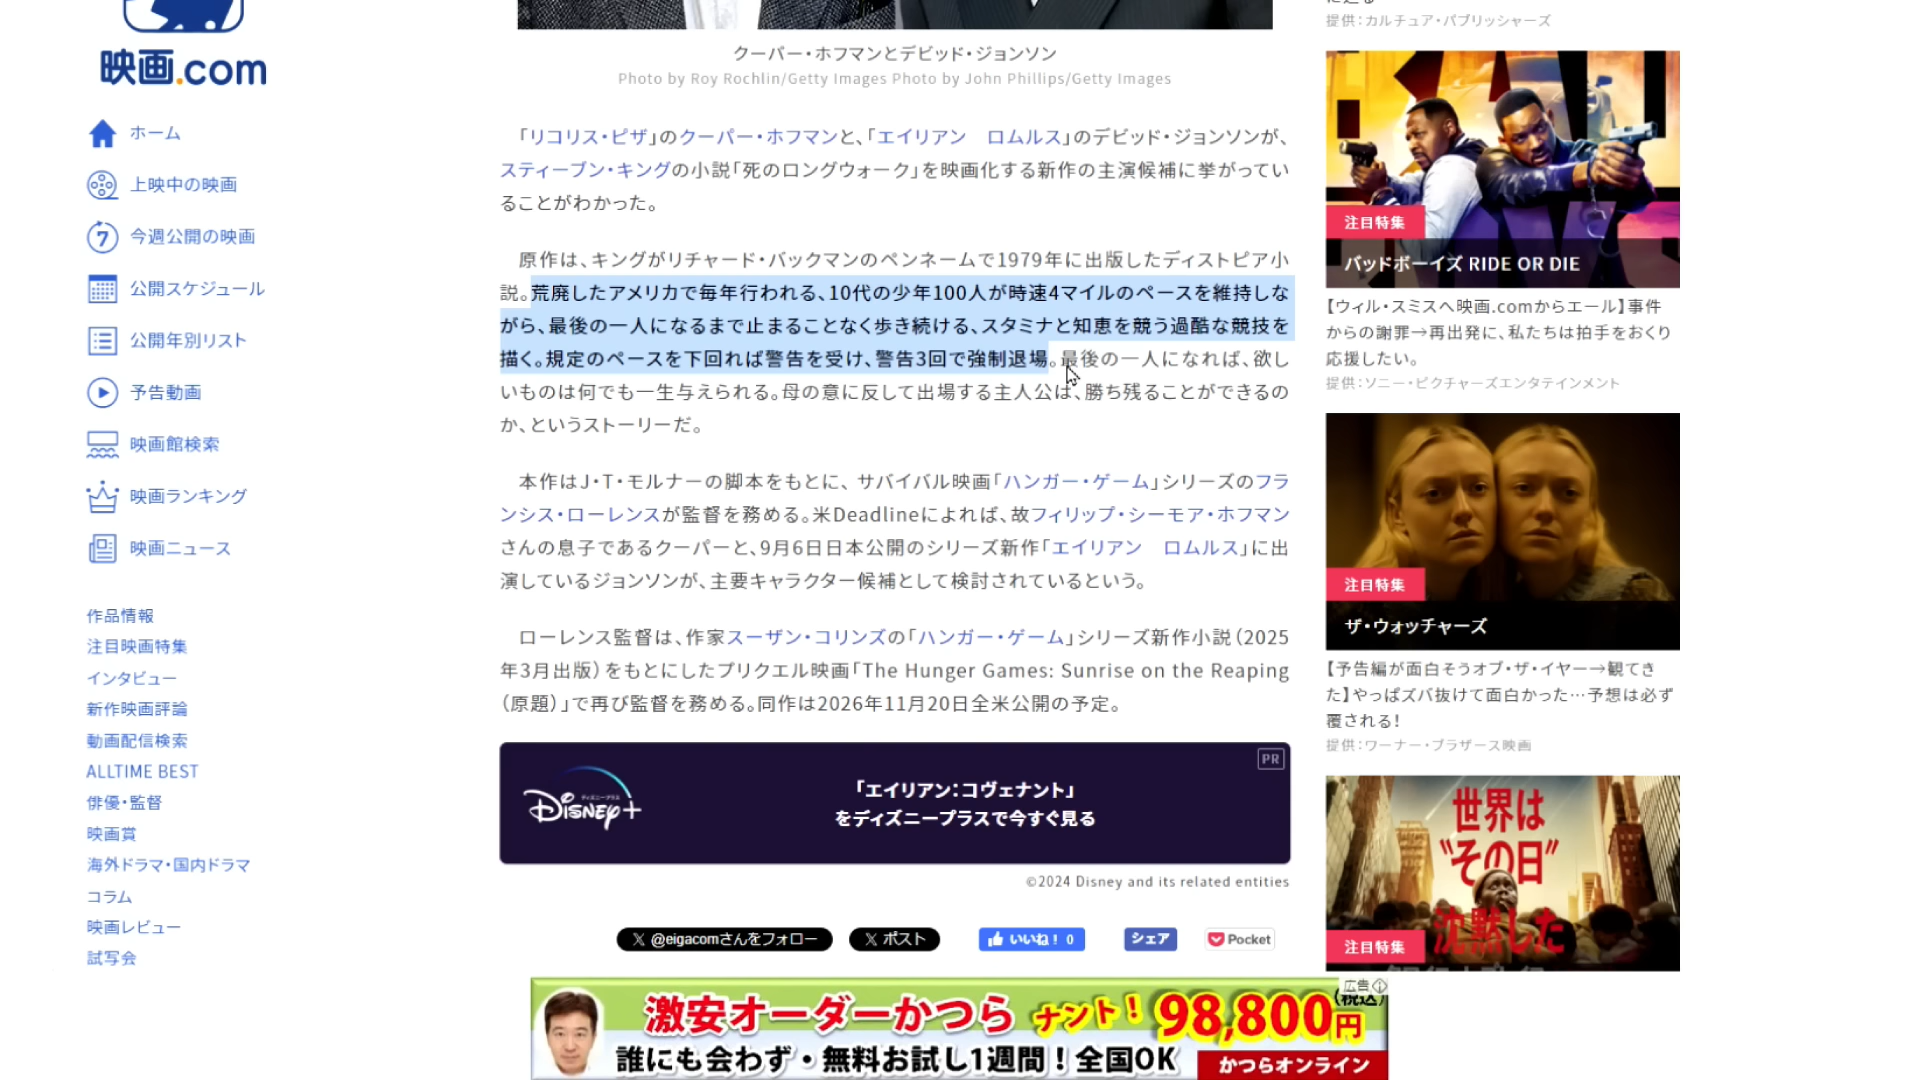 映画.com
ホーム
上映中の映画
7 今週公開の映画
公開スケジュール
公開年別リスト
予告動画
映画館検索
映画ランキング
映画ニュース
作品情報
注目映画特集
インタビュー
新作映画評論
動画配信検索
ALLTIME BEST
俳優・監督
映画賞
海外ドラマ・国内ドラマ
コラム
映画レビュー
試写会
クーパー・ホフマンとデビッド・ジョンソン
Photo by Roy Rochlin/Getty Images Photo by John Phillips/Getty Images
「リコリス・ピザ」のクーパー・ホフマンと、「エイリアン　ロムルス」のデビッド・ジョンソンが、
スティーブン・キングの小説「死のロングウォーク」を映画化する新作の主演候補に挙がってい
ることがわかった。
原作は、キングがリチャード・バックマンのペンネームで1979年に出版したディストピア小
説。荒廃したアメリカで毎年行われる、10代の少年100人が時速4マイルのペースを維持しな
がら、最後の一人になるまで止まることなく歩き続ける、スタミナと知恵を競う過酷な競技を
描く。規定のペースを下回れば警告を受け、警告3回で強制退場。最後の一人になれば、欲し
いものは何でも一生与えられる。母の意に反して出場する主人公は、勝ち残ることができるの
か、というストーリーだ。
本作はJ・T・モルナーの脚本をもとに、サバイバル映画「ハンガー・ゲーム」シリーズのフラ
ンシス・ローレンスが監督を務める。米Deadlineによれば、故フィリップ・シーモア・ホフマン
さんの息子であるクーパーと、9月6日日本公開のシリーズ新作「エイリアン　ロムルス」に出
演しているジョンソンが、主要キャラクター候補として検討されているという。
ローレンス監督は、作家スーザン・コリンズの「ハンガー・ゲーム」シリーズ新作小説（2025
年3月出版）をもとにしたプリクエル映画「The Hunger Games: Sunrise on the Reaping
（原題）」で再び監督を務める。同作は2026年11月20日全米公開の予定。
PR
ディズニープラス
Disney+
「エイリアン：コヴェナント」
をディズニープラスで今すぐ見る
©2024 Disney and its related entities
X @eigacomさんをフォロー
X ポスト
いいね！ 0
シェア
Pocket
広告
激安オーダーかつら ナント！ 98,800円 (税込)
誰にも会わず・無料お試し1週間！全国OK
かつらオンライン
提供：カルチュア・パブリッシャーズ
注目特集
バッドボーイズ RIDE OR DIE
【ウィル・スミスへ映画.comからエール】事件
からの謝罪→再出発に、私たちは拍手をおくり
応援したい。
提供：ソニー・ピクチャーズエンタテインメント
注目特集
ザ・ウォッチャーズ
【予告編が面白そうオブ・ザ・イヤー→観てき
た】やっぱズバ抜けて面白かった…予想は必ず
覆される！
提供：ワーナー・ブラザース映画
世界は
“その日”
沈黙した
注目特集